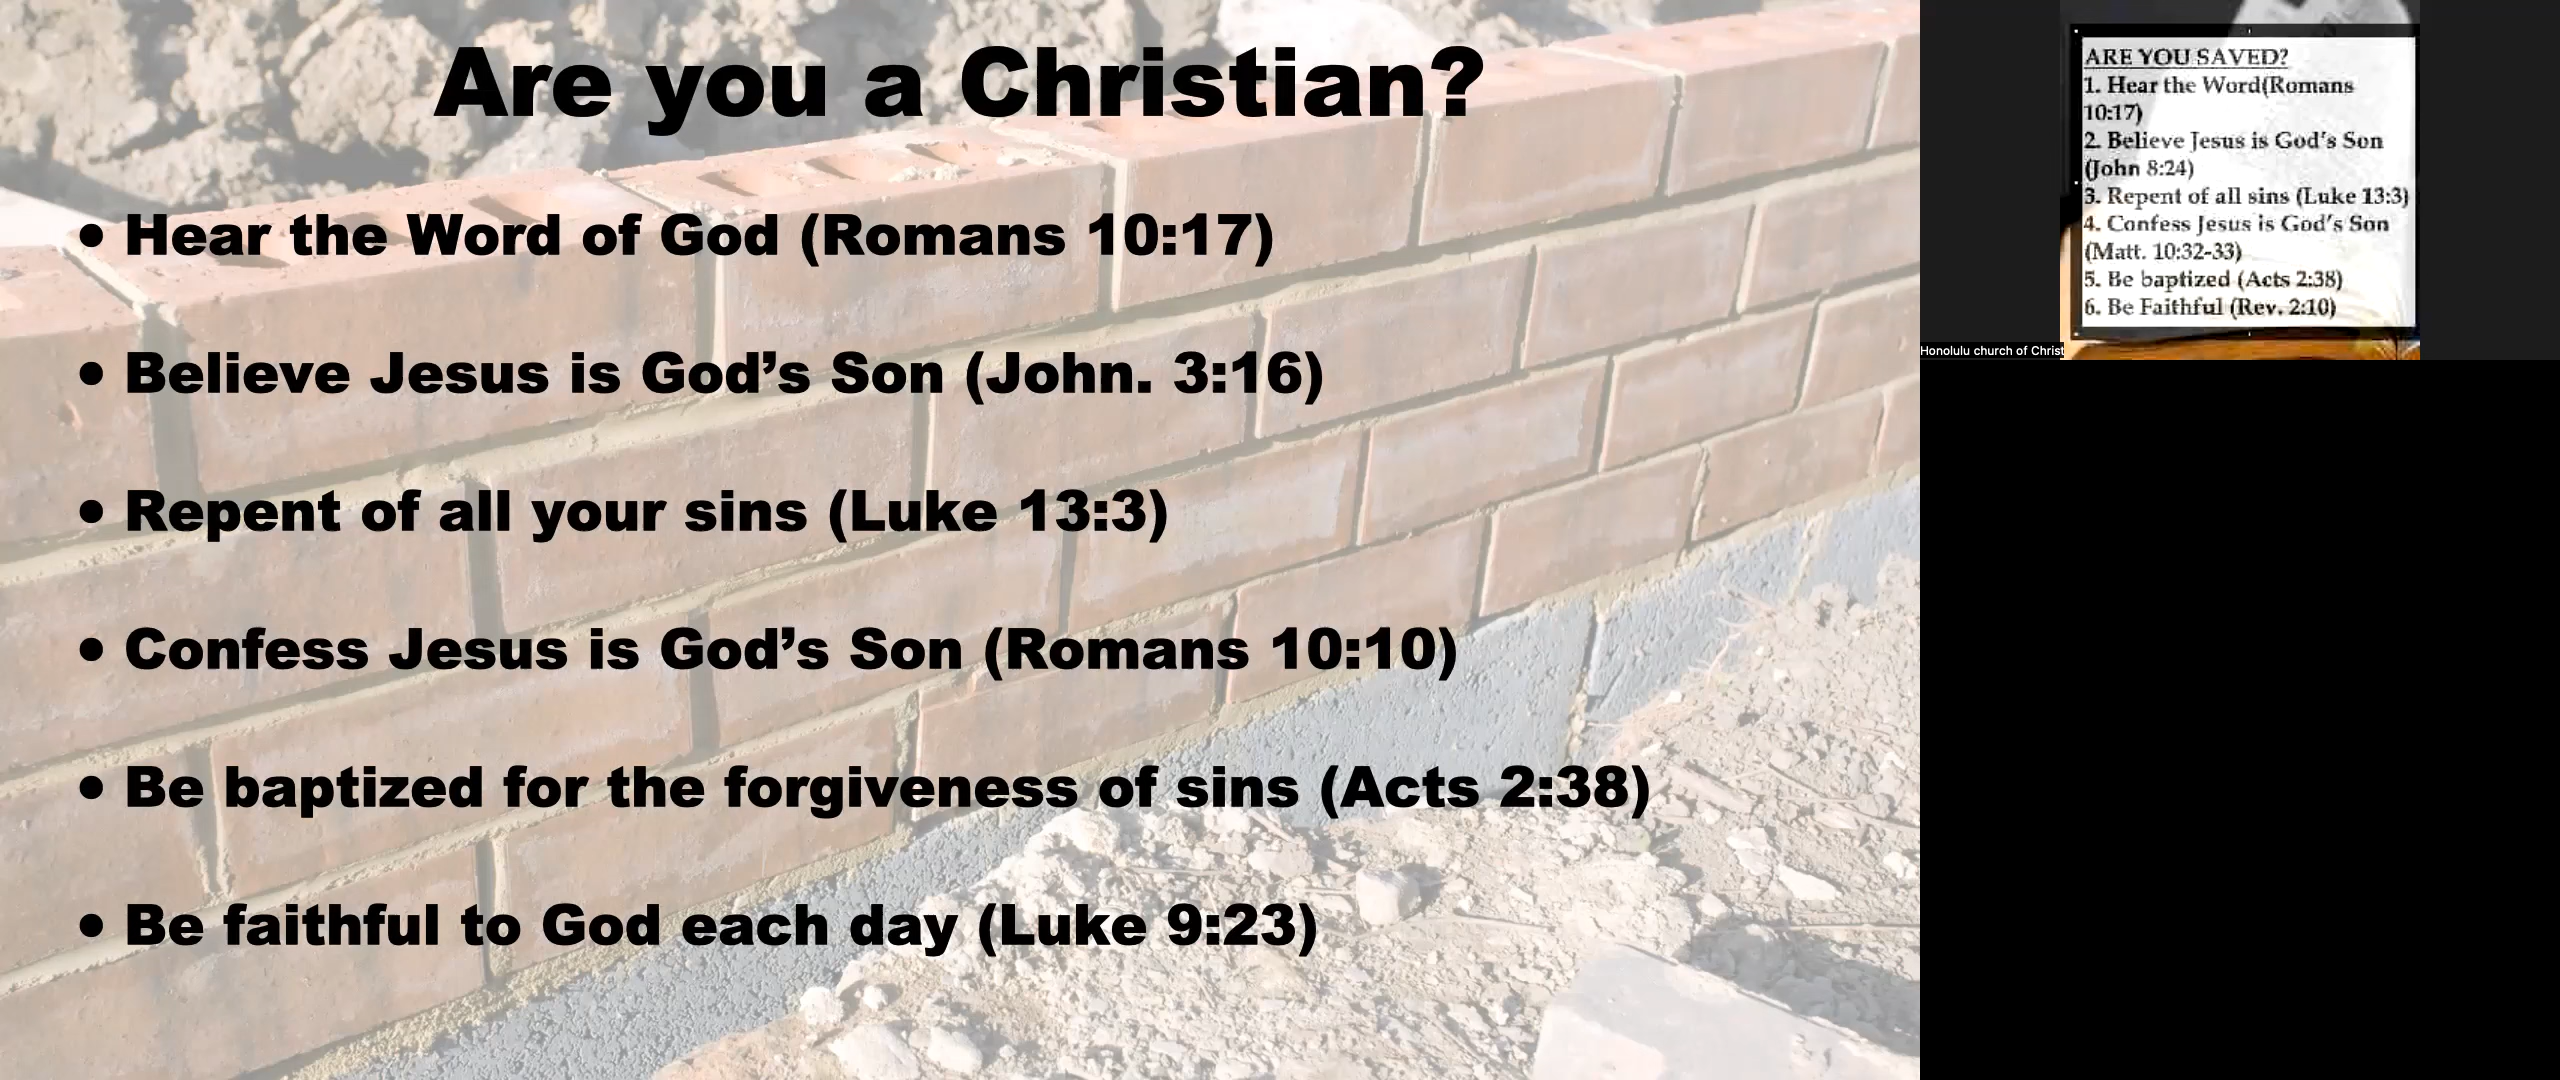 Are you a Christian?
• Hear the Word of God (Romans 10:17)
• Believe Jesus is God’s Son (John. 3:16)
• Repent of all your sins (Luke 13:3)
• Confess Jesus is God’s Son (Romans 10:10)
• Be baptized for the forgiveness of sins (Acts 2:38)
• Be faithful to God each day (Luke 9:23)
ARE YOU SAVED?
1. Hear the Word(Romans
10:17)
2. Believe Jesus is God's Son
(John 8:24)
3. Repent of all sins (Luke 13:3)
4. Confess Jesus is God's Son
(Matt. 10:32-33)
5. Be baptized (Acts 2:38)
6. Be Faithful (Rev. 2:10)
Honolulu church of Christ